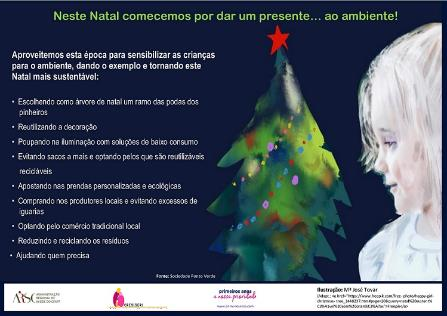 Neste Natal comecemos por dar um presente... ao ambiente!
Aproveitemos esta época para sensibilizar as crianças
para o ambiente, dando o exemplo e tornando este
Natal mais sustentável:
• Escolhendo como árvore de natal um ramo das podas dos
pinheiros
• Reutilizando a decoração
• Poupando na iluminação com soluções de baixo consumo
• Evitando sacos a mais e optando pelos que são reutilizáveis
recicláveis
• Apostando nas prendas personalizadas e ecológicas
• Comprando nos produtores locais e evitando excessos de
iguarias
• Optando pelo comércio tradicional local
• Reduzindo e reciclando os resíduos
• Ajudando quem precisa
Fonte: Sociedade Ponto Verde
primeiros anos
a nossa prioridade
Ilustração: Mª José Tovar